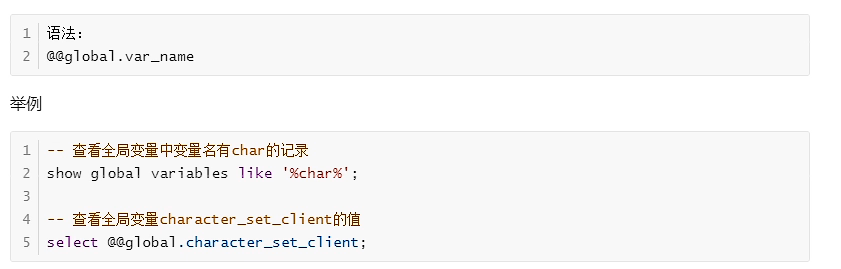 1 语法：
2 @@global.var_name
举例
1 -- 查看全局变量中变量名有char的记录
2 show global variables like '%char%';
3
4 -- 查看全局变量character_set_client的值
5 select @@global.character_set_client;